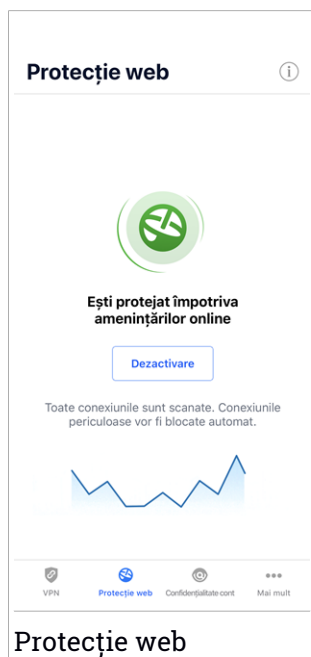 Protecție web
Ești protejat împotriva
amenințărilor online
Dezactivare
Toate conexiunile sunt scanate. Conexiunile
periculoase vor fi blocate automat.
VPN
Protecție web
Confidențialitate cont
Mai mult
Protecție web